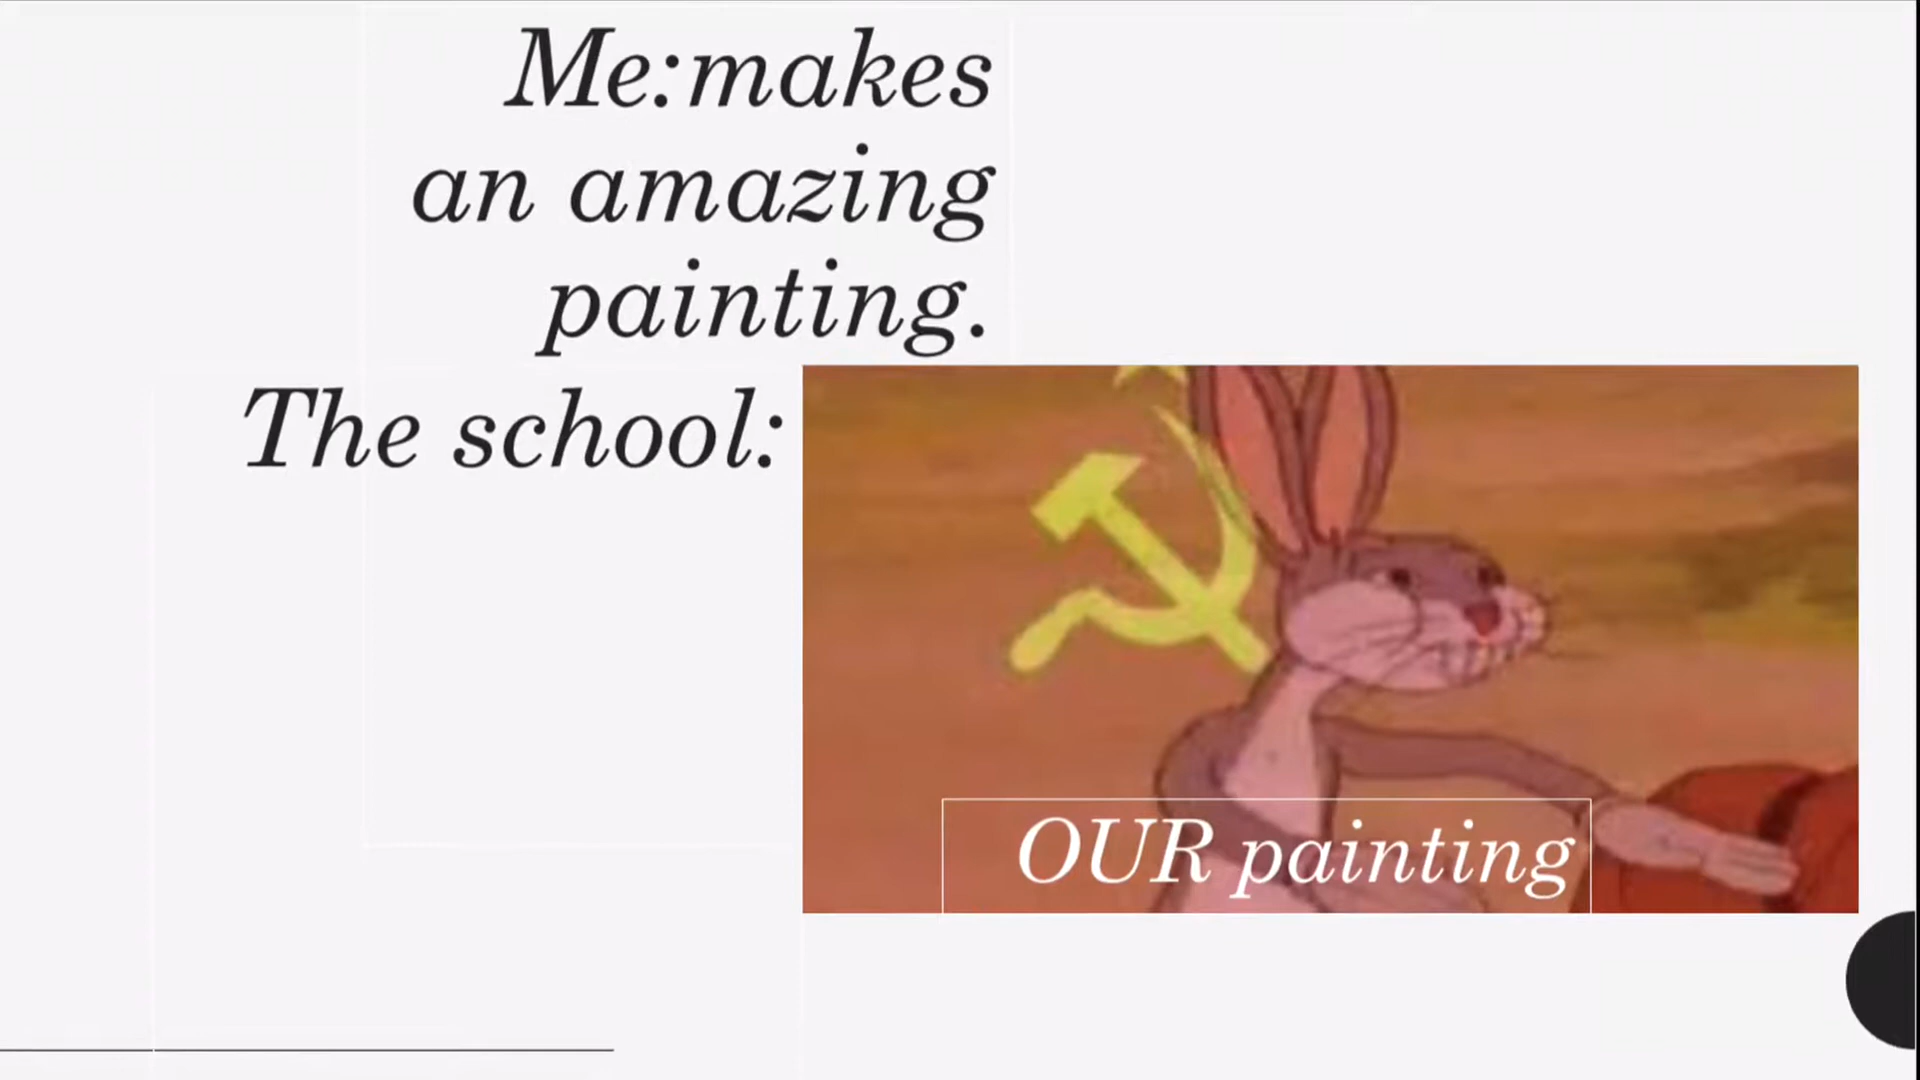 Me:makes
an amazing
painting.
The school:
OUR painting